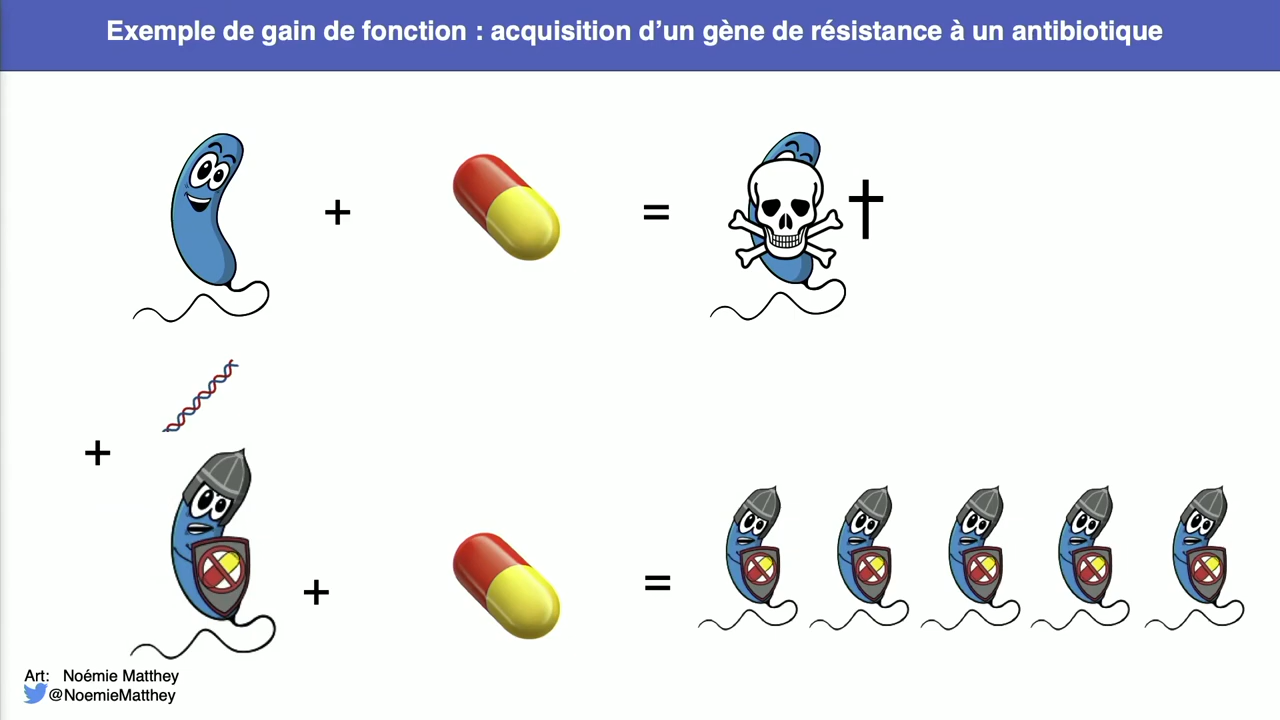 Exemple de gain de fonction : acquisition d’un gène de résistance à un antibiotique
+ =
+
+ =
Art: Noémie Matthey
@NoemieMatthey